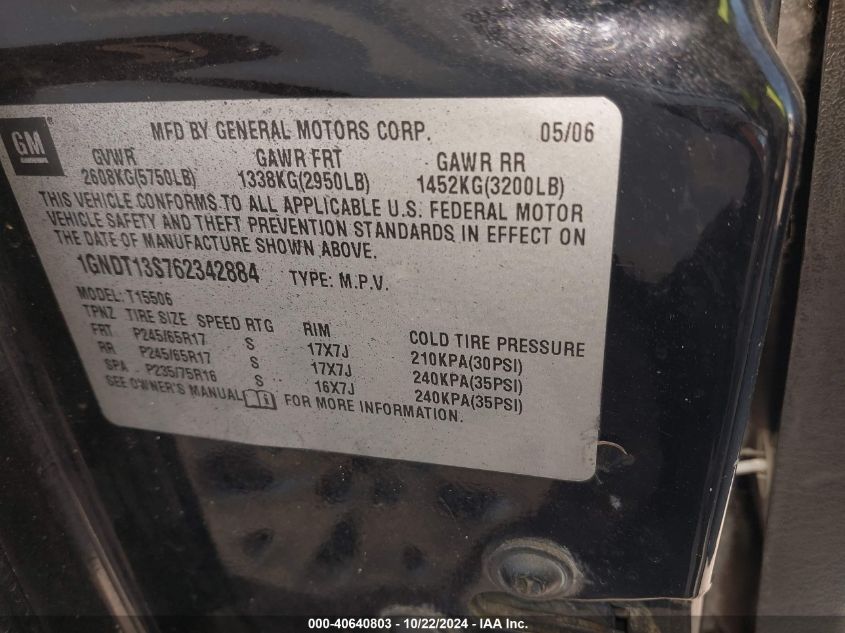 GM®
MFD BY GENERAL MOTORS CORP. 05/06
GVWR GAWR FRT GAWR RR
2608KG(5750LB) 1338KG(2950LB) 1452KG(3200LB)
THIS VEHICLE CONFORMS TO ALL APPLICABLE U.S. FEDERAL MOTOR
VEHICLE SAFETY AND THEFT PREVENTION STANDARDS IN EFFECT ON
THE DATE OF MANUFACTURE SHOWN ABOVE.
1GNDT13S762342884 TYPE: M.P.V.
MODEL: T15506
TPNZ TIRE SIZE SPEED RTG RIM COLD TIRE PRESSURE
FRT P245/65R17 S 17X7J 210KPA(30PSI)
RR P245/65R17 S 17X7J 240KPA(35PSI)
SPA P235/75R16 S 16X7J 240KPA(35PSI)
SEE OWNER'S MANUAL FOR MORE INFORMATION.
000-40640803 - 10/22/2024 - www.iaai.com